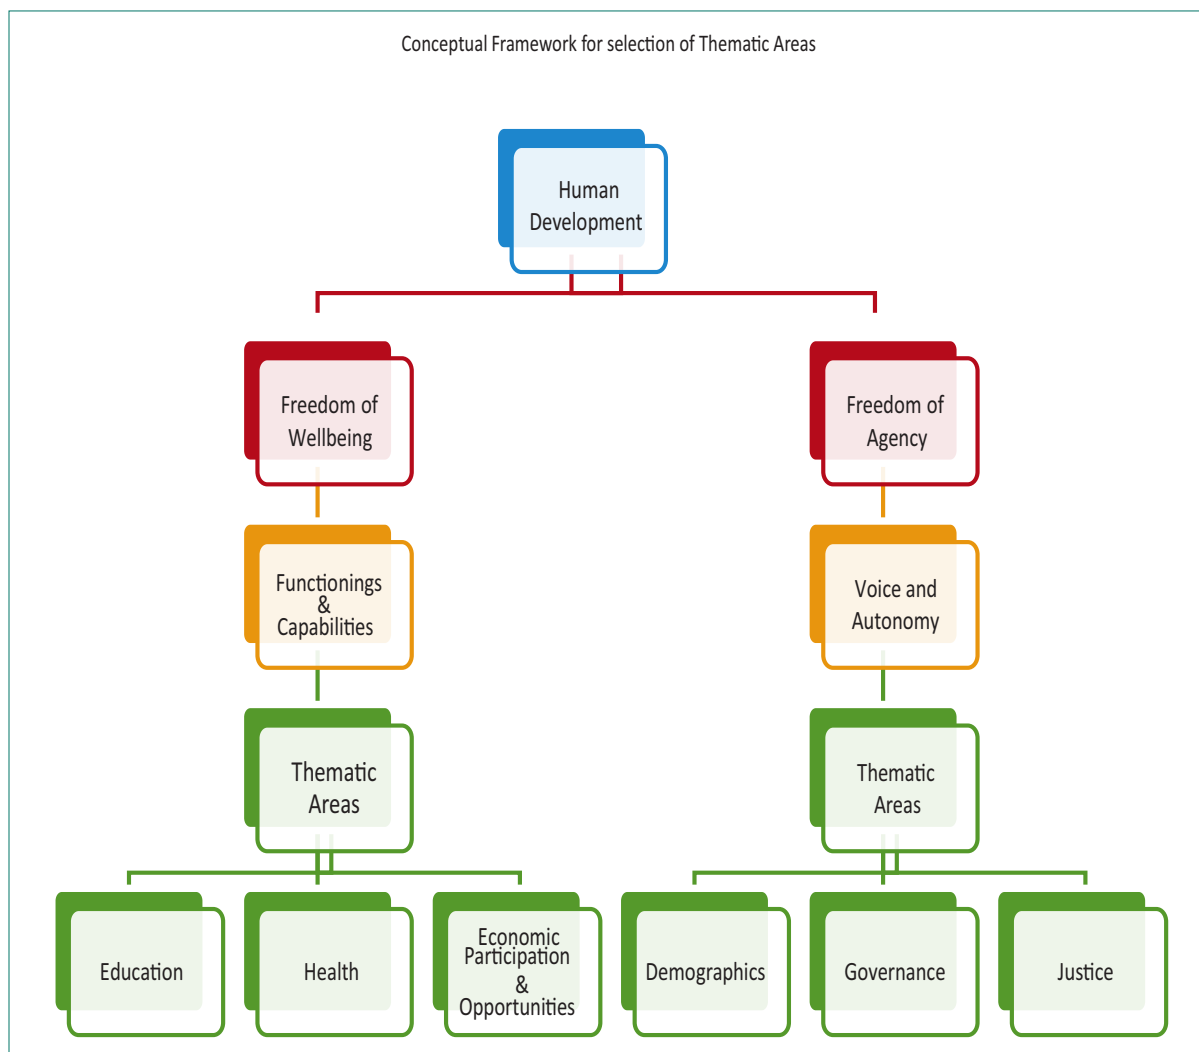 Conceptual Framework for selection of Thematic Areas
Human
Development
Freedom of
Wellbeing
Freedom of
Agency
Functionings
&
Capabilities
Voice and
Autonomy
Thematic
Areas
Thematic
Areas
Education
Health
Economic
Participation
&
Opportunities
Demographics
Governance
Justice